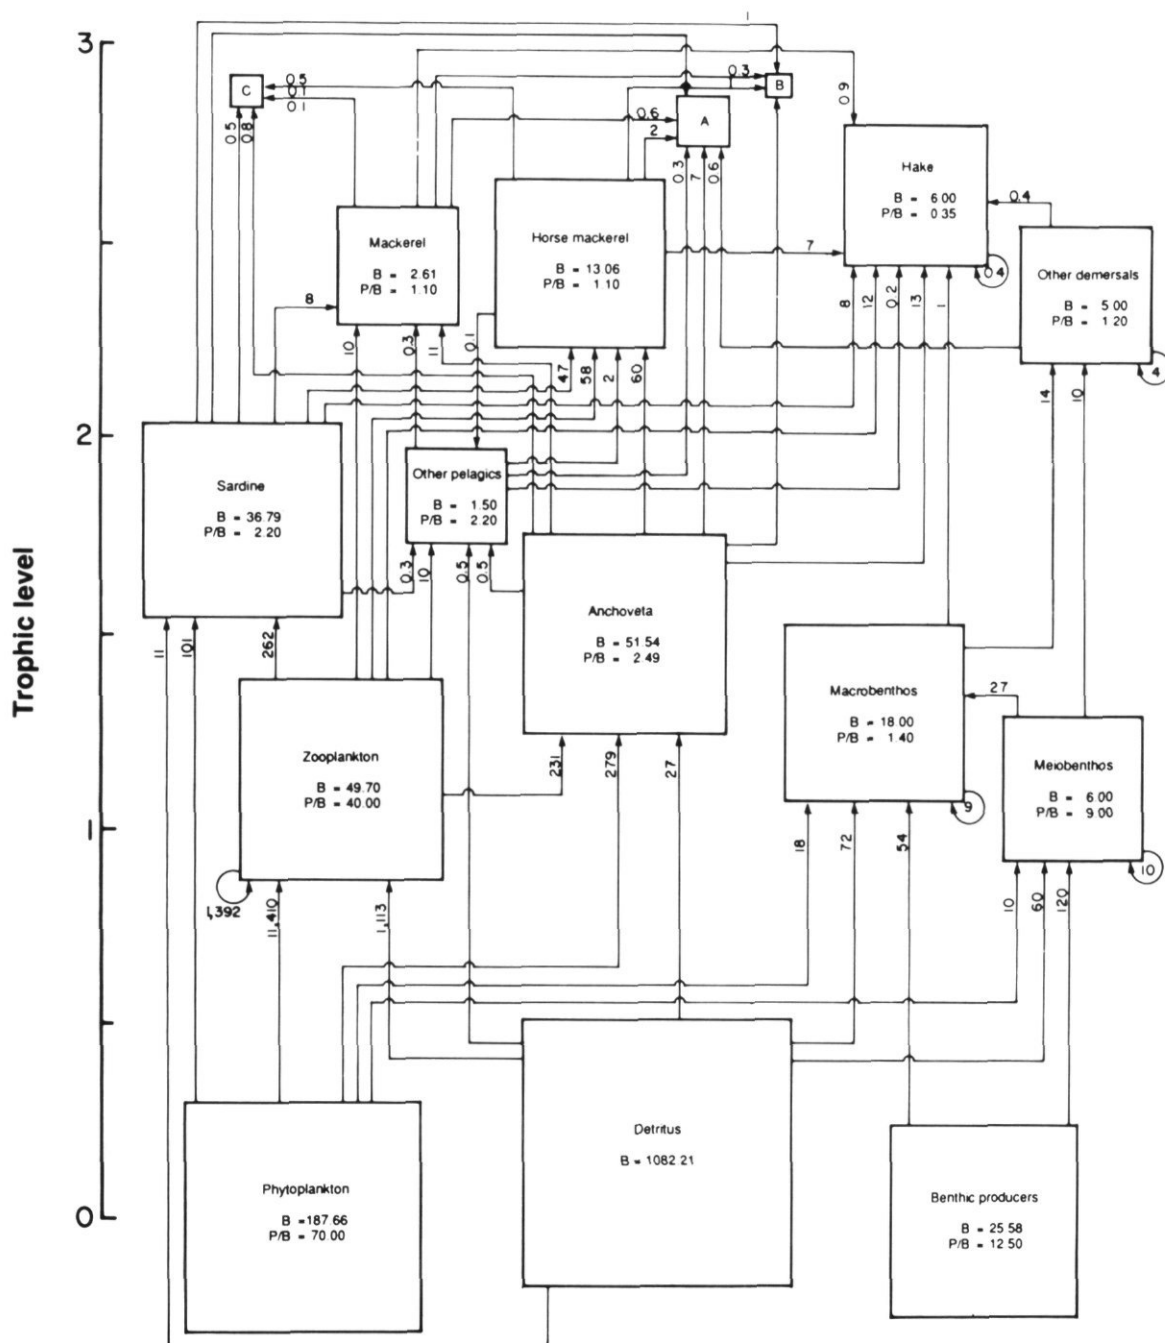 Trophic level
3
2
1
0
1
C
0.5
0.1
0.1
0.5
0.8
0.3
1
B
0.6
2
A
0.3
7
0.6
0.9
Hake
B = 6.00
P/B = 0.35
0.4
0.4
Other demersals
B = 5.00
P/B = 1.20
4
14
10
Mackerel
B = 2.61
P/B = 1.10
8
10
0.3
11
Horse mackerel
B = 13.06
P/B = 1.10
7
0.1
47
58
2
60
8
12
0.2
13
1
Sardine
B = 36.79
P/B = 2.20
11
101
262
Other pelagics
B = 1.50
P/B = 2.20
0.3
10
0.5
0.5
Anchoveta
B = 51.54
P/B = 2.49
231
279
27
Macrobenthos
B = 18.00
P/B = 1.40
27
9
18
72
54
Meiobenthos
B = 6.00
P/B = 9.00
10
10
60
120
Zooplankton
B = 49.70
P/B = 40.00
1,392
11,410
1,113
Detritus
B = 1082.21
Phytoplankton
B = 187.66
P/B = 70.00
Benthic producers
B = 25.58
P/B = 12.50